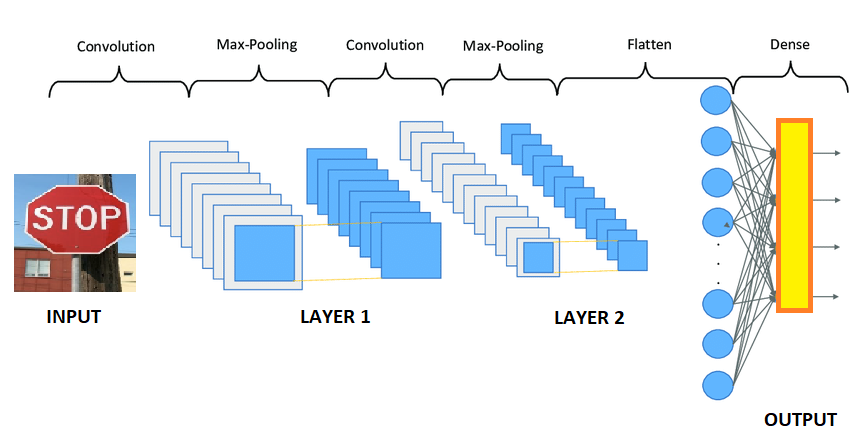 Convolution
Max-Pooling
Convolution
Max-Pooling
Flatten
Dense
STOP
INPUT
LAYER 1
LAYER 2
OUTPUT